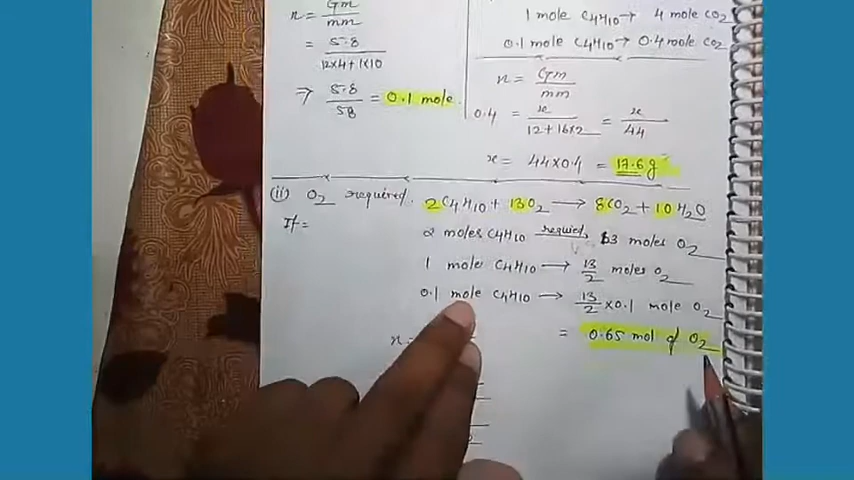 n = Gm / mm
= 5.8 / 12x4+1x10
⇒ 5.8 / 58 = 0.1 mole.
1 mole C4H10 → 4 mole CO2
0.1 mole C4H10 → 0.4 mole CO2
n = Gm / mm
0.4 = x / 12+16x2 = x / 44
x = 44x0.4 = 17.6g
(ii) O2 required. 2C4H10 + 13O2 → 8CO2 + 10H2O
If =
2 moles C4H10 required 13 moles O2
1 mole C4H10 → 13/2 moles O2
0.1 mole C4H10 → 13/2 x0.1 mole O2
n =
= 0.65 mol of O2